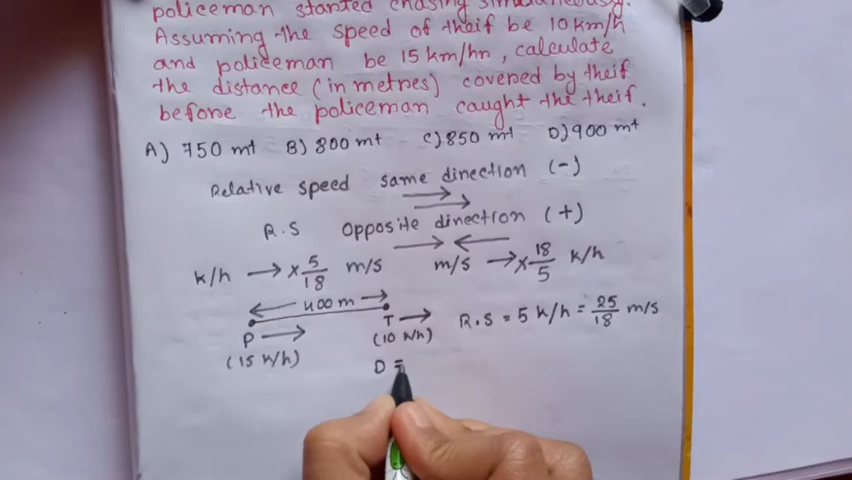 policeman started chasing simultaneously.
Assuming the speed of theif be 10 km/h
and policeman be 15 km/hr, calculate
the distance (in metres) covered by theif
before the policeman caught the theif.
A) 750 mt B) 800 mt C) 850 mt D) 900 mt
Relative speed same direction (-)
R.S Opposite direction (+)
K/h → × 5/18 m/s m/s → × 18/5 K/h
400 m
P T R.S = 5 K/h = 25/18 m/s
(15 K/h) (10 K/h)
D =